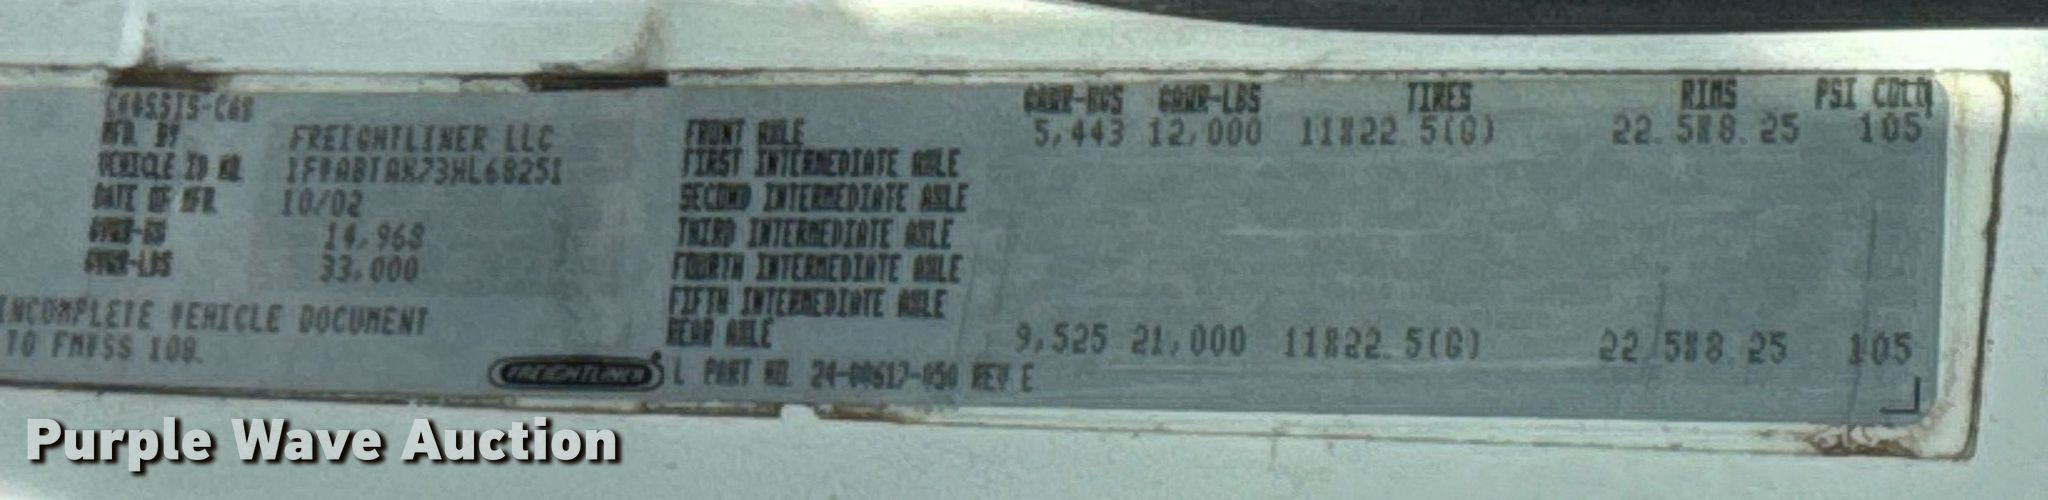 CHASSIS-CAB
MFD. BY FREIGHTLINER LLC
VEHICLE ID NO.
DATE OF MFR. 10/02
GVWR-KG 14,968
GVWR-LBS 33,000
INCOMPLETE VEHICLE DOCUMENT
TO FMVSS 108.
FREIGHTLINER
GAWR-KGS GAWR-LBS TIRES RIMS PSI COLD
FRONT AXLE 5,443 12,000 11R22.5(G) 22.5X8.25 105
FIRST INTERMEDIATE AXLE
SECOND INTERMEDIATE AXLE
THIRD INTERMEDIATE AXLE
FOURTH INTERMEDIATE AXLE
FIFTH INTERMEDIATE AXLE
REAR AXLE 9,525 21,000 11R22.5(G) 22.5X8.25 105
L PART NO. 24-00617-050 REV E
Purple Wave Auction